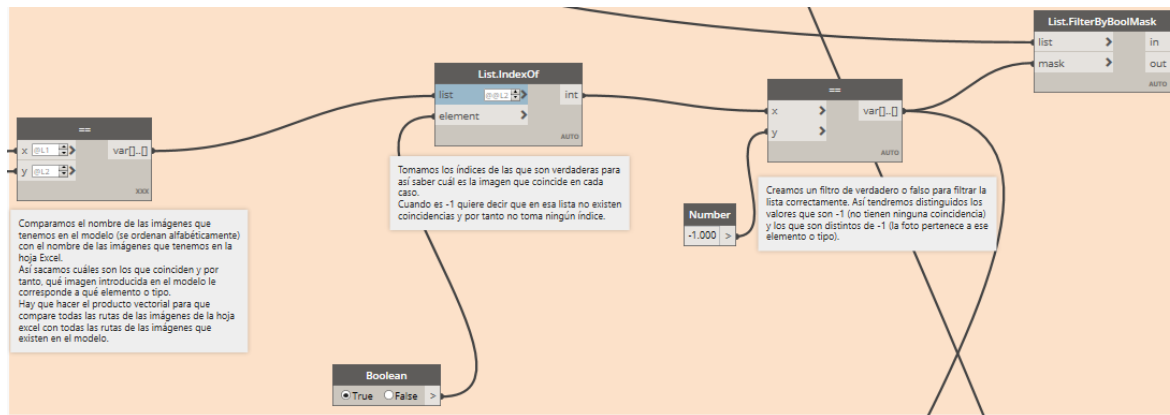 List.FilterByBoolMask
list > in
mask > out
AUTO
List.IndexOf
list @@L2 > int
element >
AUTO
==
x > var[]..[]
y >
AUTO
==
x @L1 > var[]..[]
y @L2 >
XXX
Tomamos los índices de las que son verdaderas para
así saber cuál es la imagen que coincide en cada
caso.
Cuando es -1 quiere decir que en esa lista no existen
coincidencias y por tanto no toma ningún índice.
Creamos un filtro de verdadero o falso para filtrar la
lista correctamente. Así tendremos distinguidos los
valores que son -1 (no tienen ninguna coincidencia)
y los que son distintos de -1 (la foto pertenece a ese
elemento o tipo).
Number
-1.000 >
Comparamos el nombre de las imágenes que
tenemos en el modelo (se ordenan alfabéticamente)
con el nombre de las imágenes que tenemos en la
hoja Excel.
Así sacamos cuáles son los que coinciden y por
tanto, qué imagen introducida en el modelo le
corresponde a qué elemento o tipo.
Hay que hacer el producto vectorial para que
compare todas las rutas de las imágenes de la hoja
excel con todas las rutas de las imágenes que
existen en el modelo.
Boolean
True False >